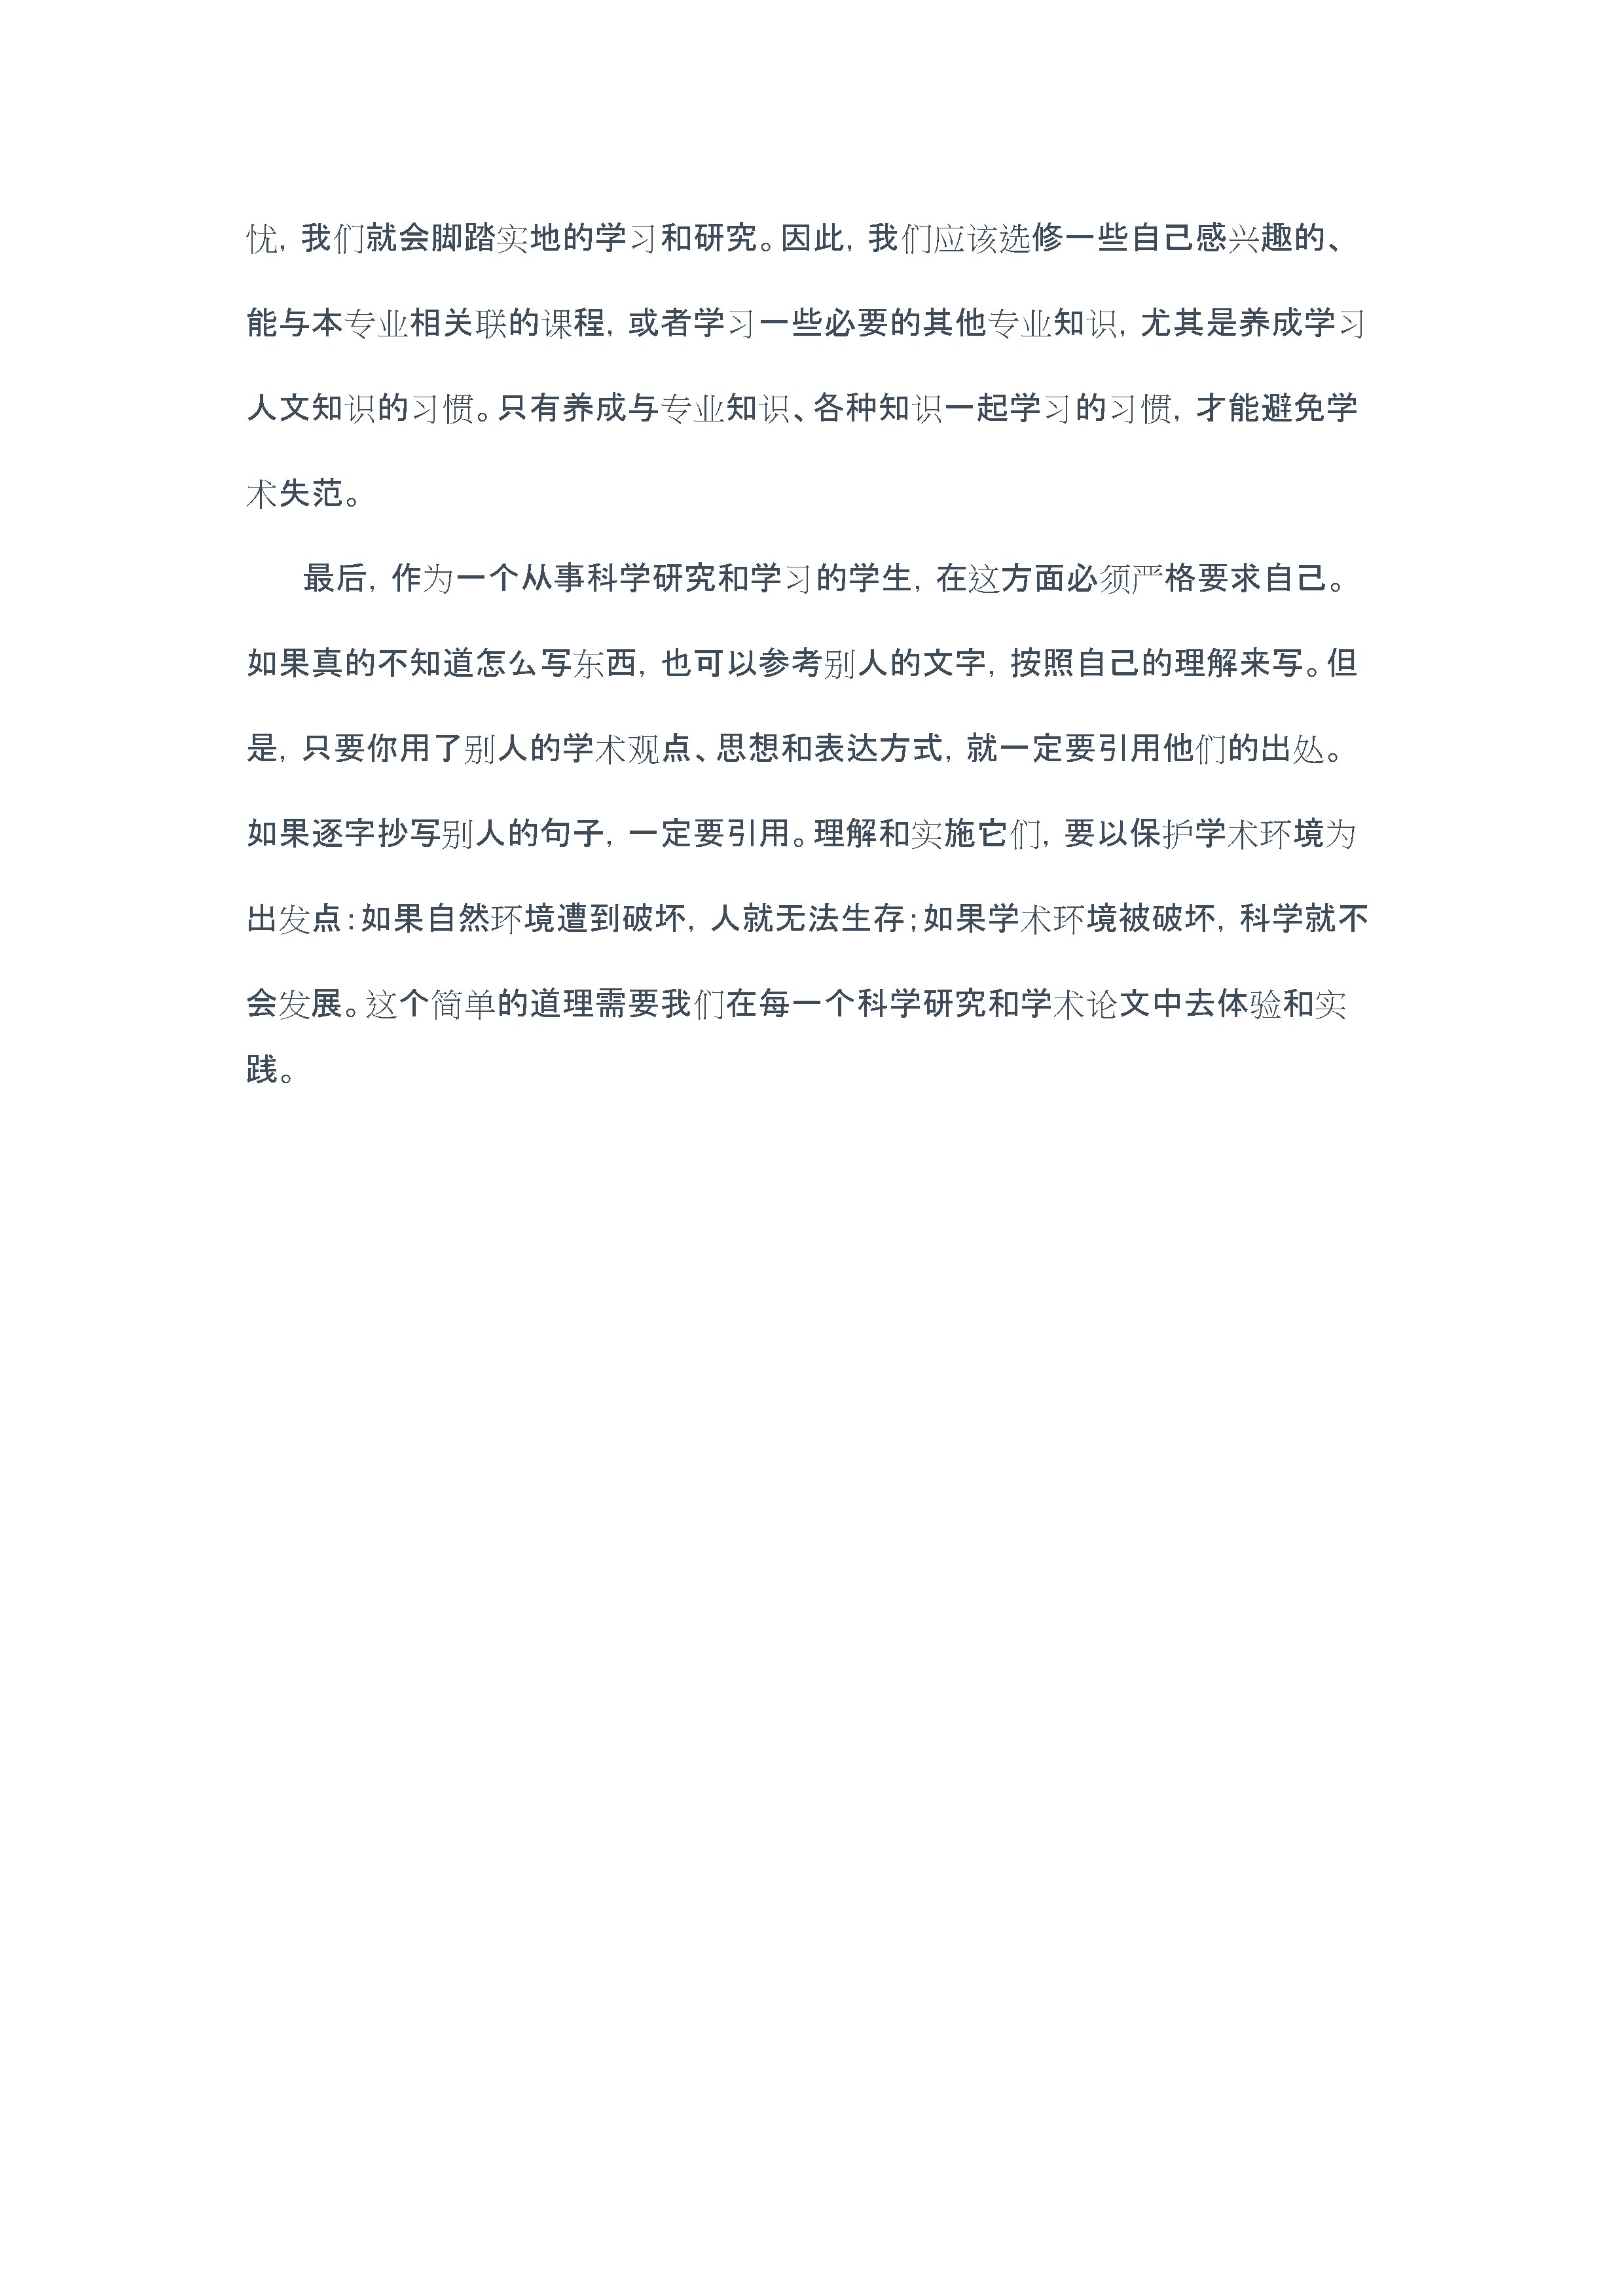 忧，我们就会脚踏实地的学习和研究。因此，我们应该选修一些自己感兴趣的、
能与本专业相关联的课程，或者学习一些必要的其他专业知识，尤其是养成学习
人文知识的习惯。只有养成与专业知识、各种知识一起学习的习惯，才能避免学
术失范。
最后，作为一个从事科学研究和学习的学生，在这方面必须严格要求自己。
如果真的不知道怎么写东西，也可以参考别人的文字，按照自己的理解来写。但
是，只要你用了别人的学术观点、思想和表达方式，就一定要引用他们的出处。
如果逐字抄写别人的句子，一定要引用。理解和实施它们，要以保护学术环境为
出发点：如果自然环境遭到破坏，人就无法生存；如果学术环境被破坏，科学就不
会发展。这个简单的道理需要我们在每一个科学研究和学术论文中去体验和实
践。